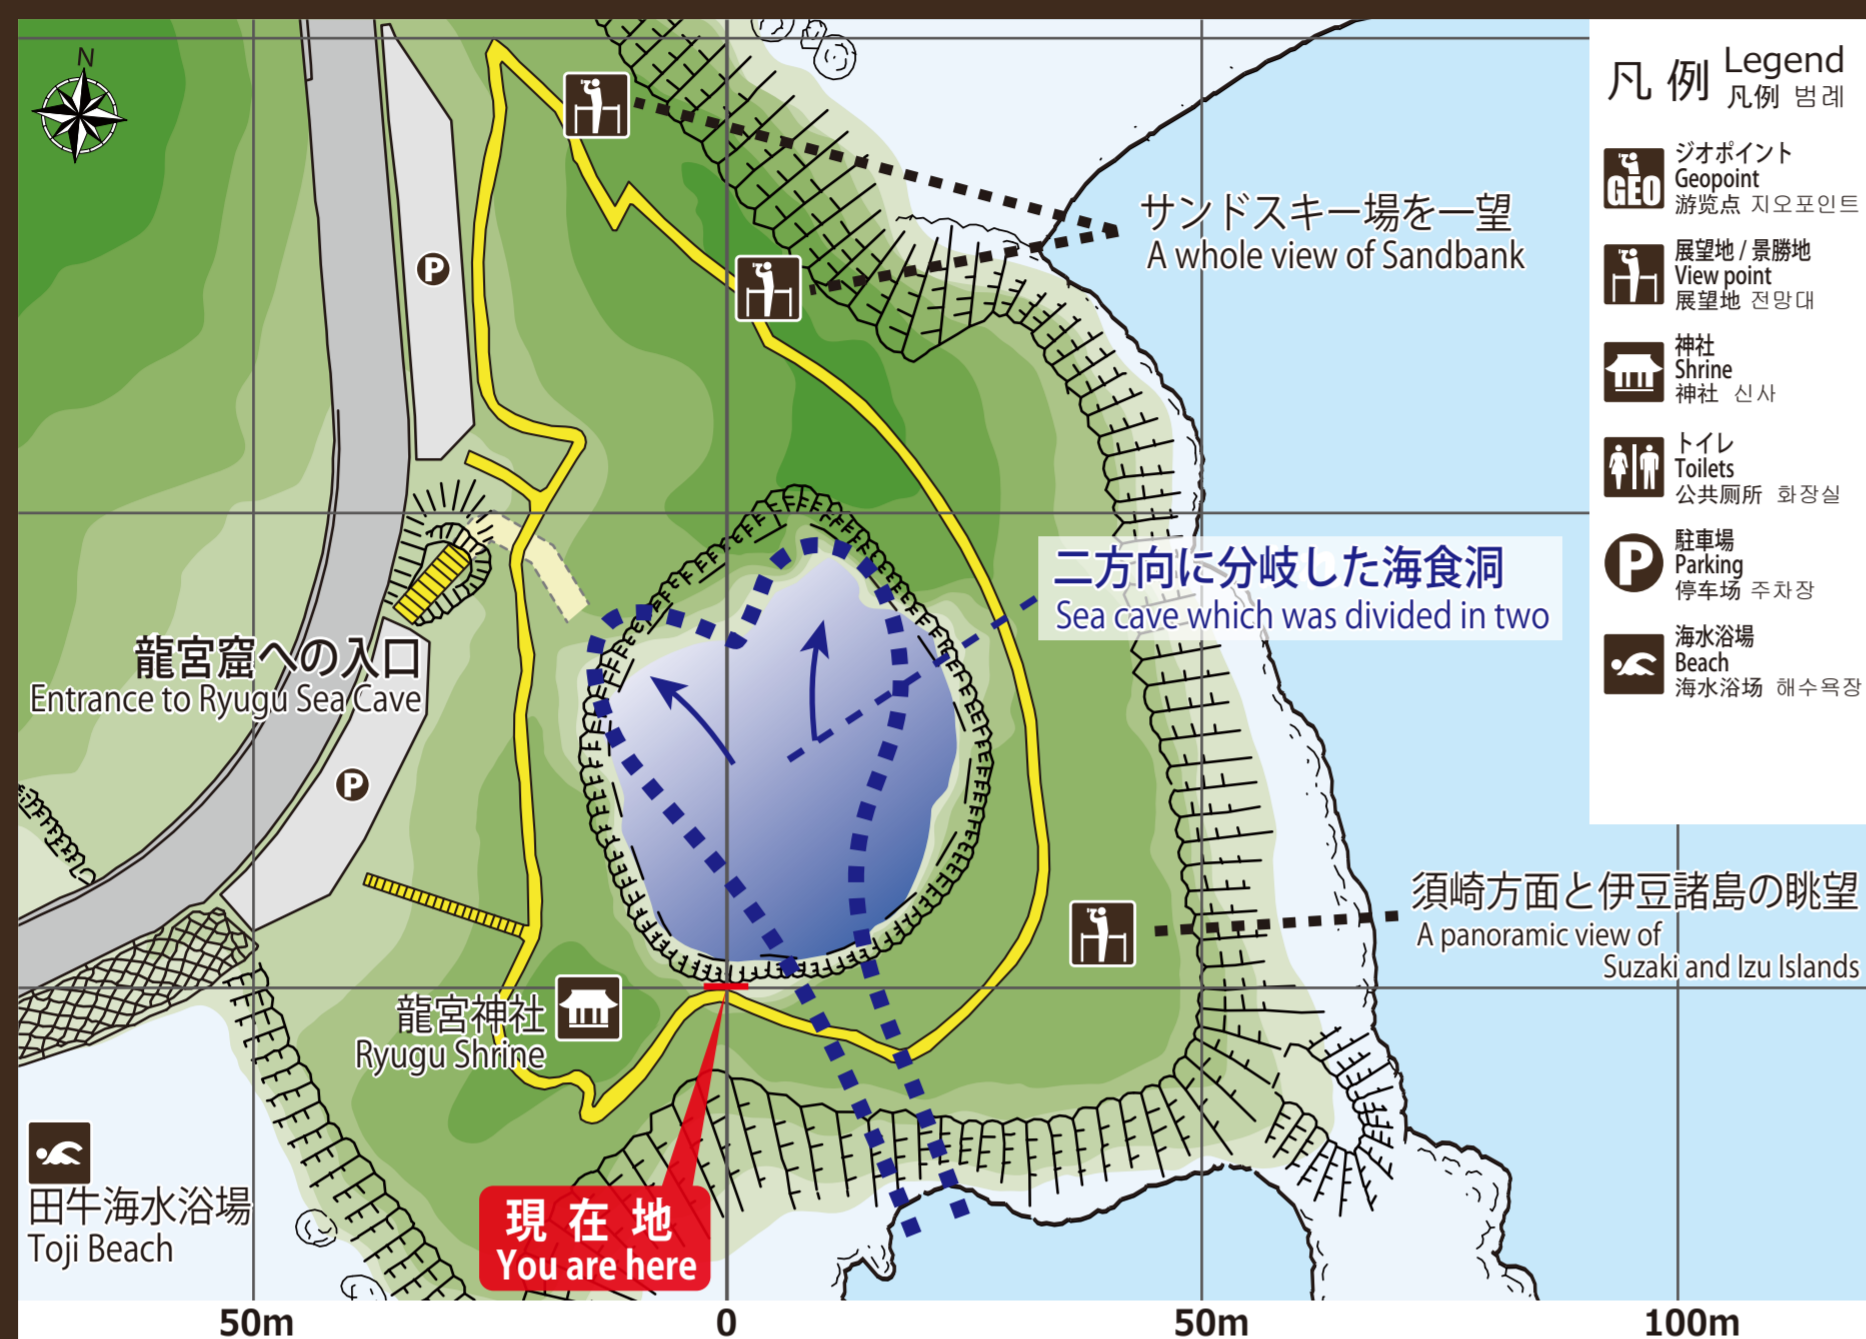 N
凡 例 Legend
凡例 범례
ジオポイント
GEO
Geopoint
游览点 지오포인트
展望地 / 景勝地
View point
展望地 전망대
神社
Shrine
神社 신사
トイレ
Toilets
公共厕所 화장실
P
駐車場
Parking
停车场 주차장
海水浴場
Beach
海水浴场 해수욕장
P
サンドスキー場を一望
A whole view of Sandbank
二方向に分岐した海食洞
Sea cave which was divided in two
龍宮窟への入口
Entrance to Ryugu Sea Cave
P
須崎方面と伊豆諸島の眺望
A panoramic view of
Suzaki and Izu Islands
龍宮神社
Ryugu Shrine
田牛海水浴場
Toji Beach
現 在 地
You are here
50m 0 50m 100m